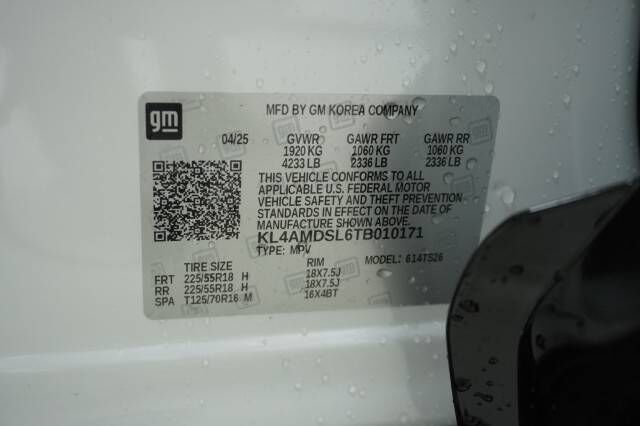 gm
MFD BY GM KOREA COMPANY
04/25 GVWR GAWR FRT GAWR RR
1920 KG 1060 KG 1060 KG
4233 LB 2336 LB 2336 LB
THIS VEHICLE CONFORMS TO ALL
APPLICABLE U.S. FEDERAL MOTOR
VEHICLE SAFETY AND THEFT PREVENTION
STANDARDS IN EFFECT ON THE DATE OF
MANUFACTURE SHOWN ABOVE.
KL4AMDSL6TB010171
TYPE: MPV MODEL: 614TS26
TIRE SIZE RIM
FRT 225/55R18 H 18X7.5J
RR 225/55R18 H 18X7.5J
SPA T125/70R16 M 16X4BT